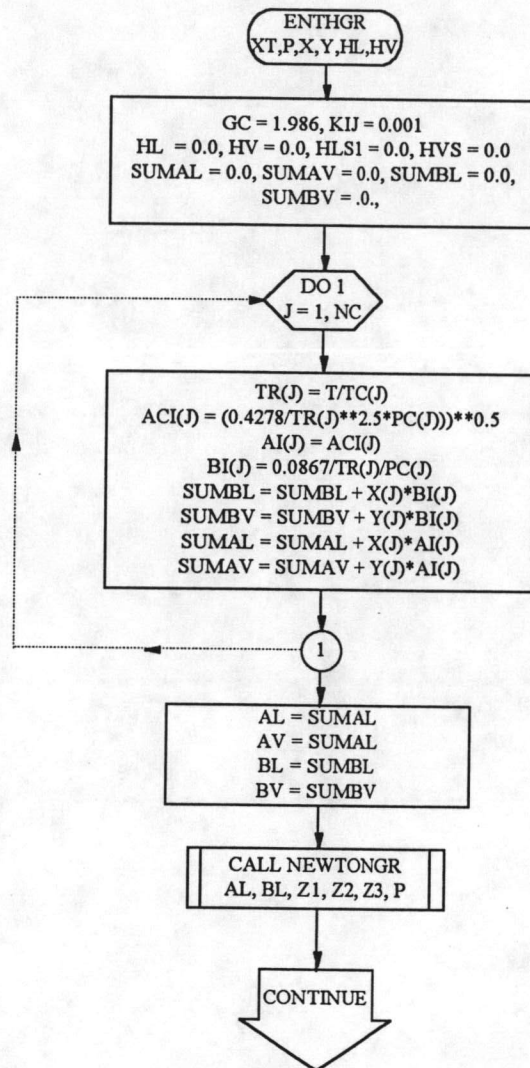 ENTHGR
XT,P,X,Y,HL,HV
GC = 1.986, KIJ = 0.001
HL = 0.0, HV = 0.0, HLS1 = 0.0, HVS = 0.0
SUMAL = 0.0, SUMAV = 0.0, SUMBL = 0.0,
SUMBV = .0.,
DO 1
J = 1, NC
TR(J) = T/TC(J)
ACI(J) = (0.4278/TR(J)**2.5*PC(J)))**0.5
AI(J) = ACI(J)
BI(J) = 0.0867/TR(J)/PC(J)
SUMBL = SUMBL + X(J)*BI(J)
SUMBV = SUMBV + Y(J)*BI(J)
SUMAL = SUMAL + X(J)*AI(J)
SUMAV = SUMAV + Y(J)*AI(J)
1
AL = SUMAL
AV = SUMAL
BL = SUMBL
BV = SUMBV
CALL NEWTONGR
AL, BL, Z1, Z2, Z3, P
CONTINUE